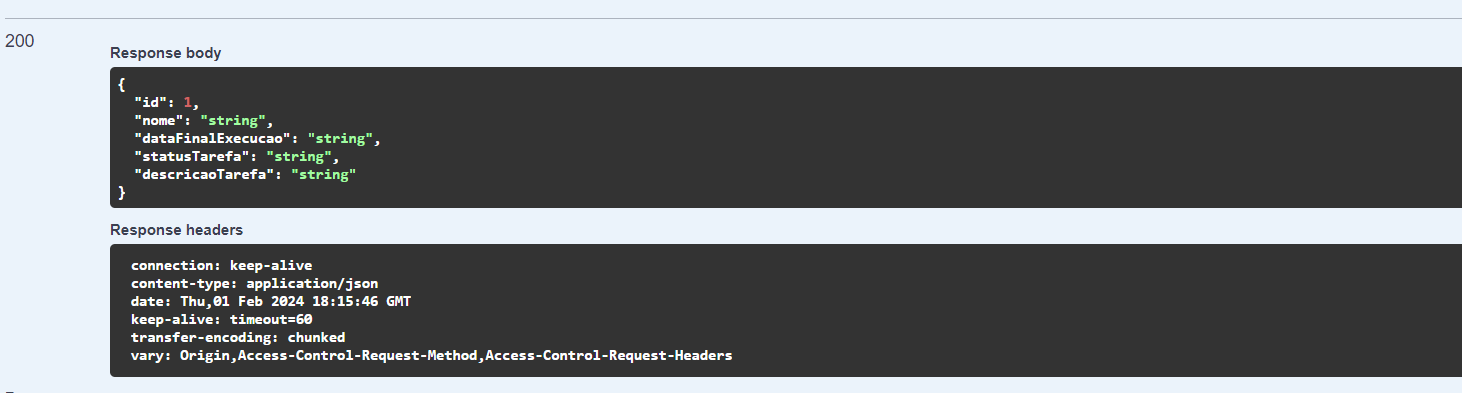 200
Response body
{
  "id": 1,
  "nome": "string",
  "dataFinalExecucao": "string",
  "statusTarefa": "string",
  "descricaoTarefa": "string"
}
Response headers
connection: keep-alive
content-type: application/json
date: Thu,01 Feb 2024 18:15:46 GMT
keep-alive: timeout=60
transfer-encoding: chunked
vary: Origin,Access-Control-Request-Method,Access-Control-Request-Headers